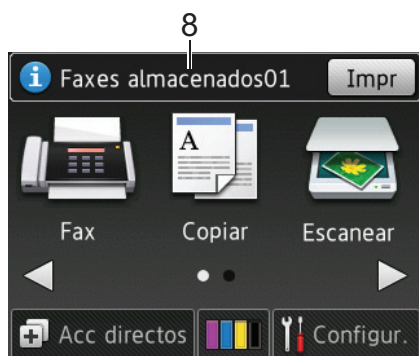 8
Faxes almacenados01 Impr
A
Fax Copiar Escanear
Acc directos Configur.